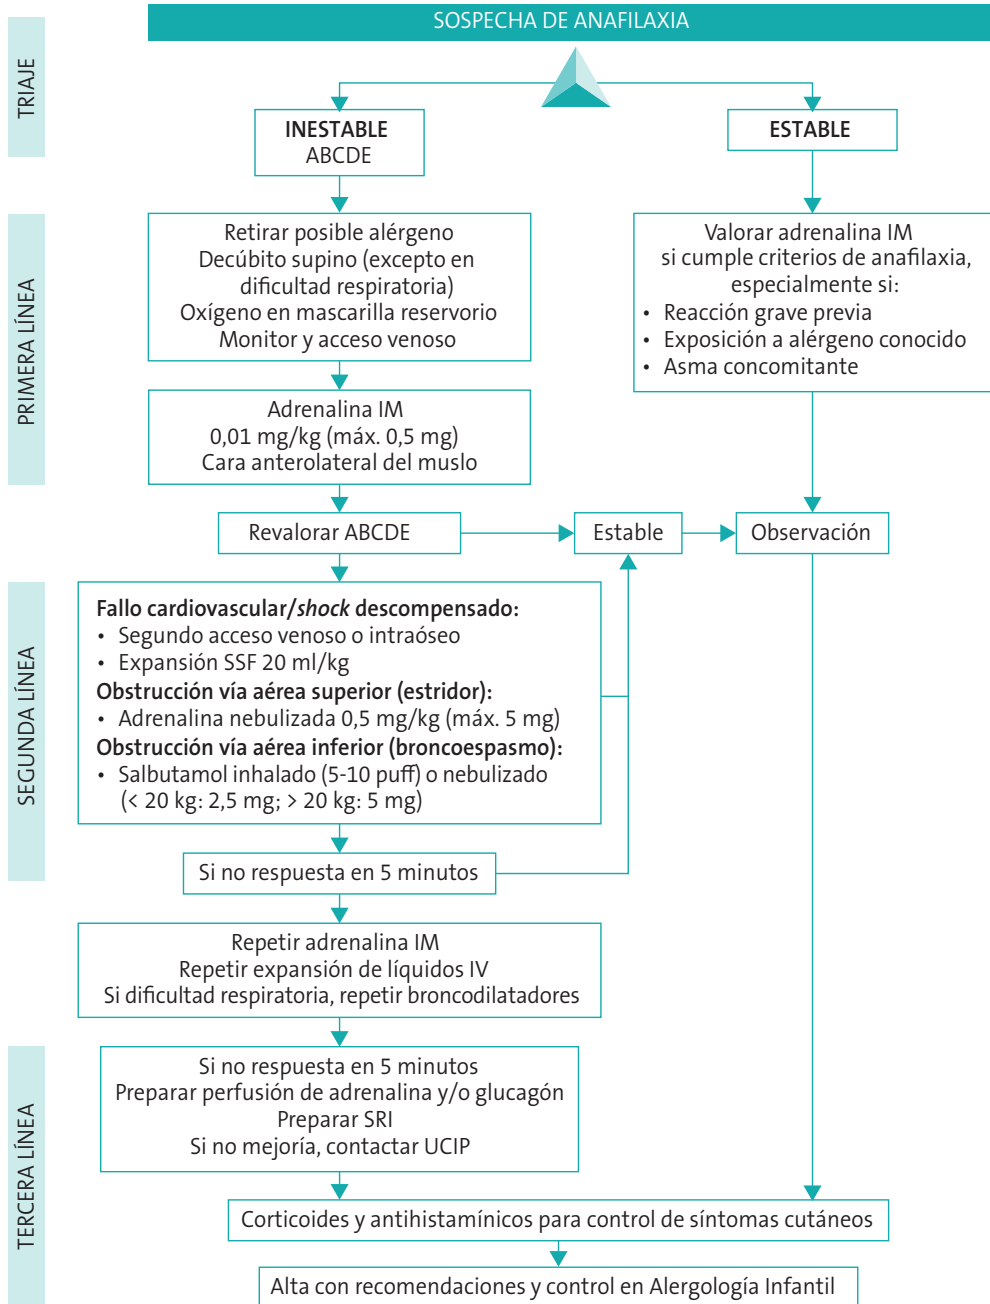 SOSPECHA DE ANAFILAXIA
TRIAJE
INESTABLE
ABCDE
ESTABLE
PRIMERA LÍNEA
Retirar posible alérgeno
Decúbito supino (excepto en
dificultad respiratoria)
Oxígeno en mascarilla reservorio
Monitor y acceso venoso
Valorar adrenalina IM
si cumple criterios de anafilaxia,
especialmente si:
• Reacción grave previa
• Exposición a alérgeno conocido
• Asma concomitante
Adrenalina IM
0,01 mg/kg (máx. 0,5 mg)
Cara anterolateral del muslo
Revalorar ABCDE
Estable
Observación
SEGUNDA LÍNEA
Fallo cardiovascular/shock descompensado:
• Segundo acceso venoso o intraóseo
• Expansión SSF 20 ml/kg
Obstrucción vía aérea superior (estridor):
• Adrenalina nebulizada 0,5 mg/kg (máx. 5 mg)
Obstrucción vía aérea inferior (broncoespasmo):
• Salbutamol inhalado (5-10 puff) o nebulizado
(< 20 kg: 2,5 mg; > 20 kg: 5 mg)
Si no respuesta en 5 minutos
Repetir adrenalina IM
Repetir expansión de líquidos IV
Si dificultad respiratoria, repetir broncodilatadores
TERCERA LÍNEA
Si no respuesta en 5 minutos
Preparar perfusión de adrenalina y/o glucagón
Preparar SRI
Si no mejoría, contactar UCIP
Corticoides y antihistamínicos para control de síntomas cutáneos
Alta con recomendaciones y control en Alergología Infantil